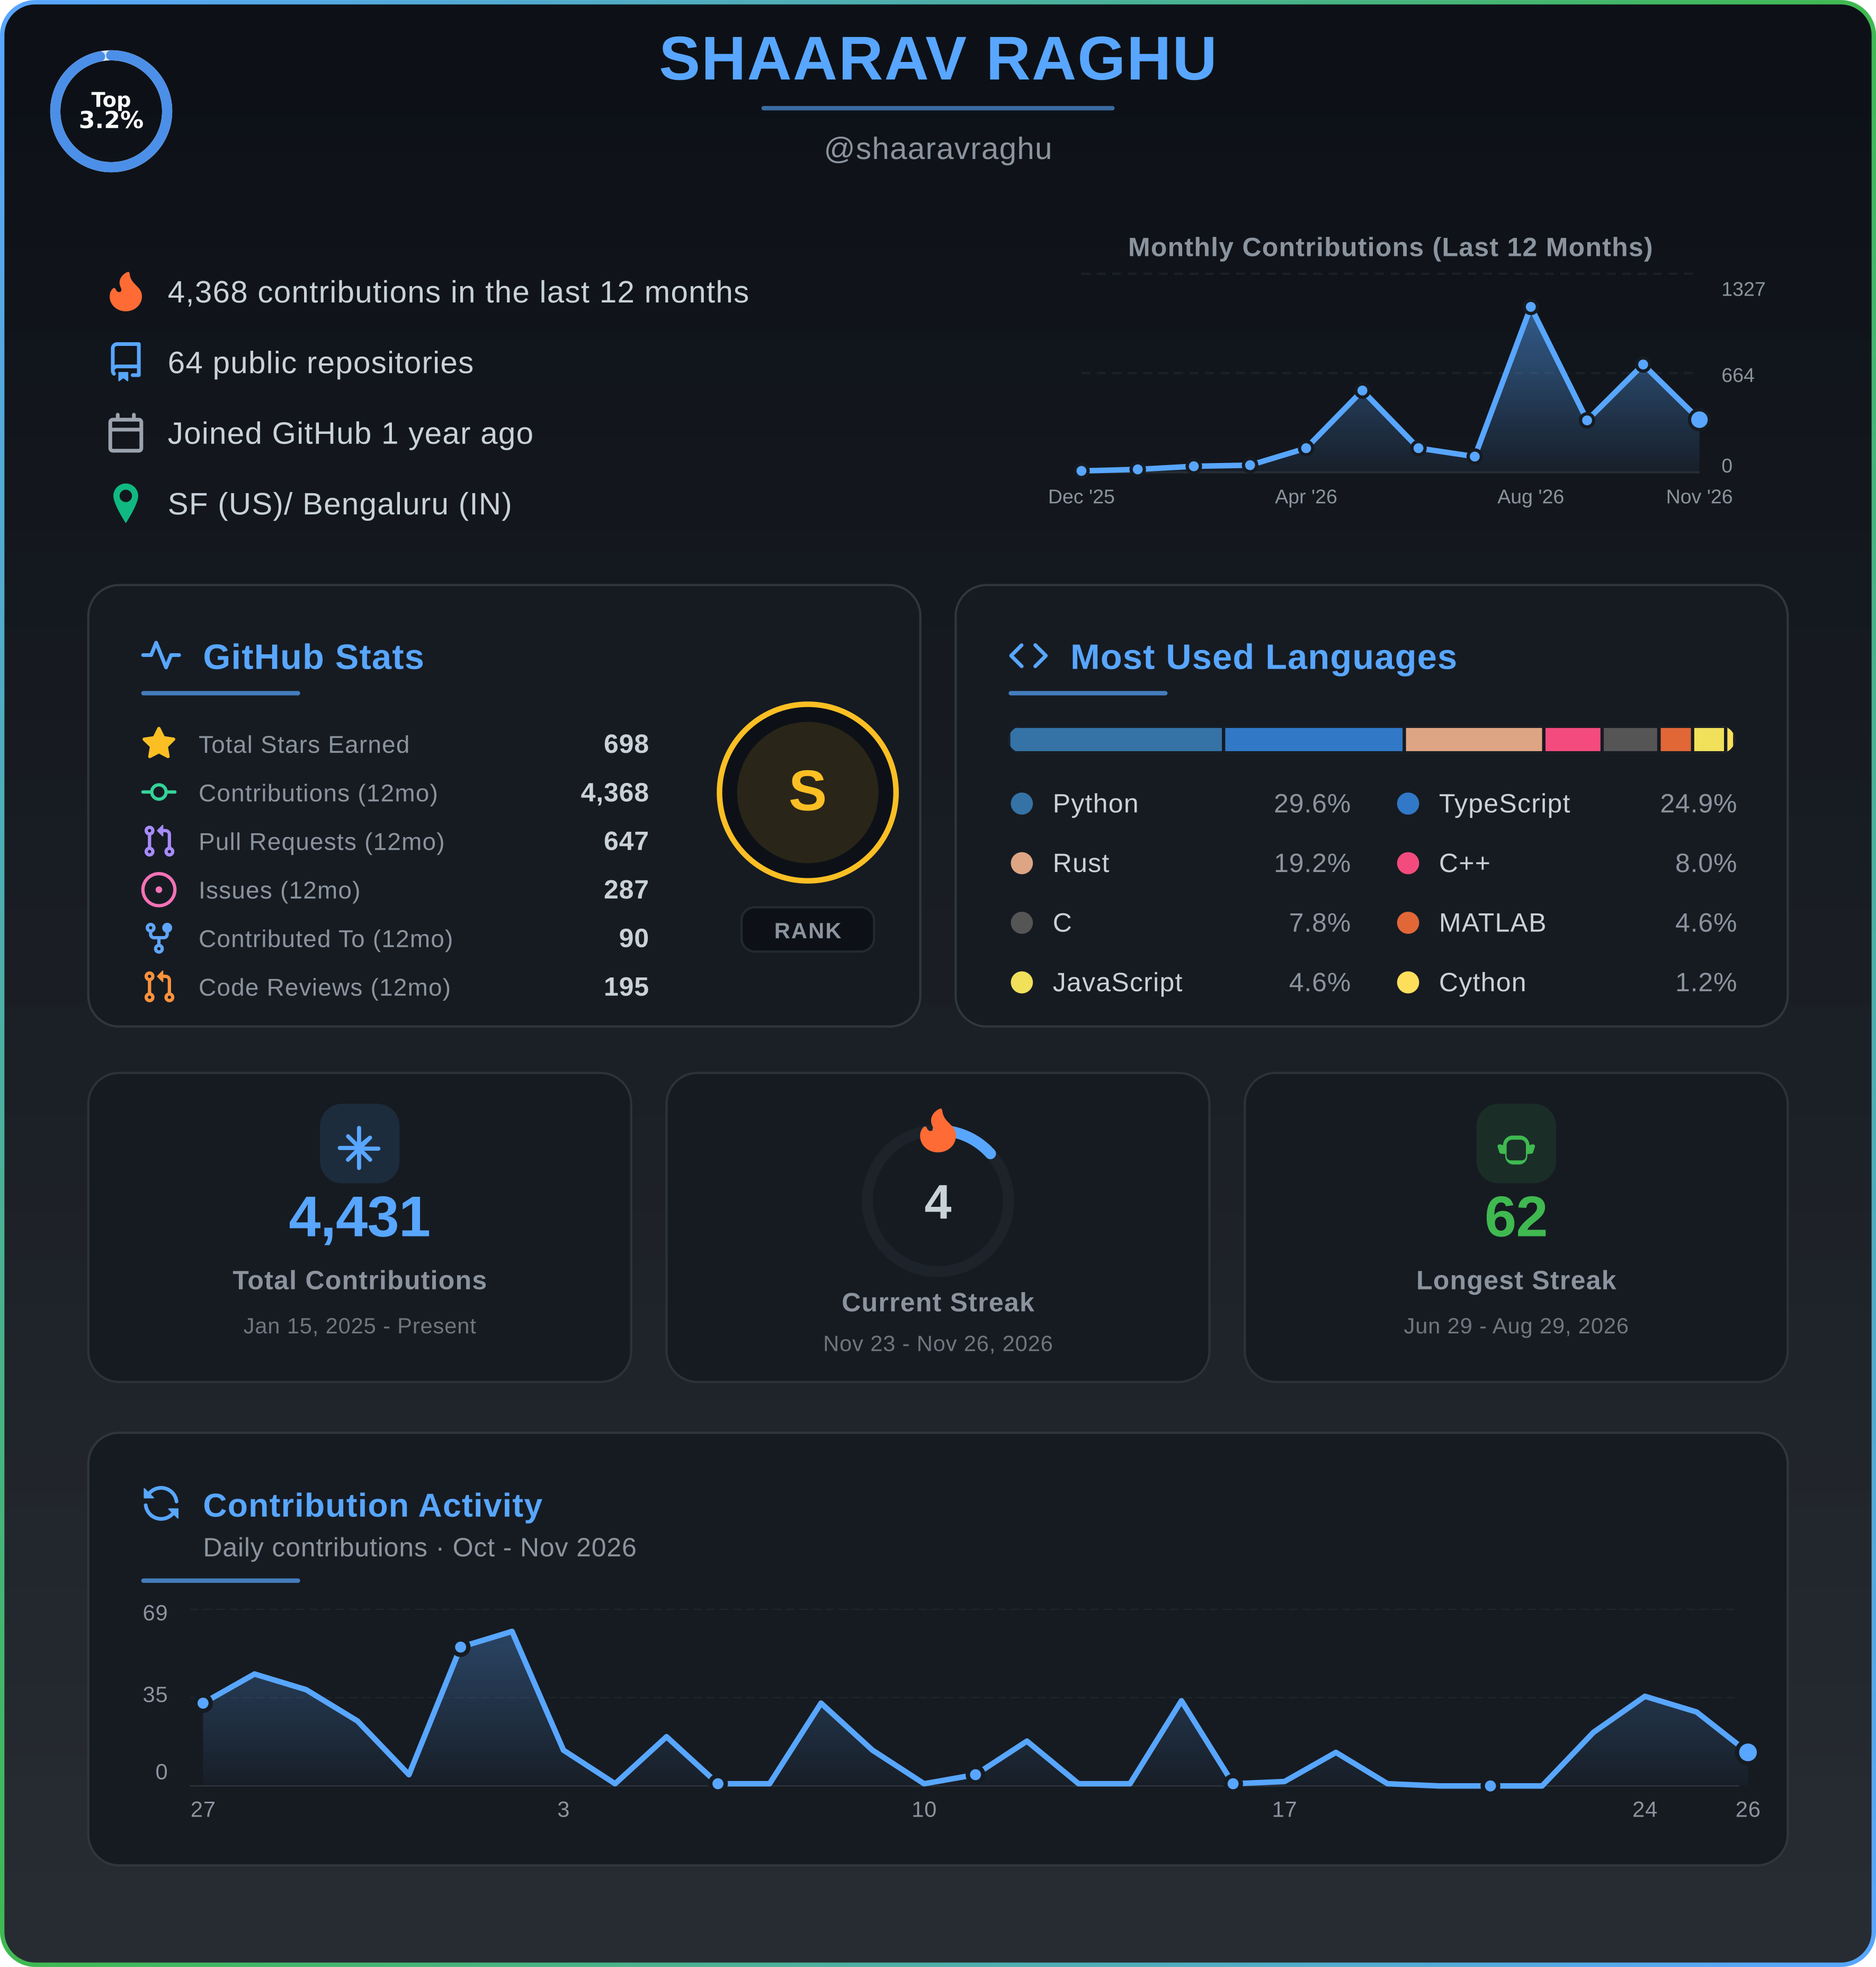 SHAARAV RAGHU
Top
3.2%
@shaaravraghu
4,368 contributions in the last 12 months
64 public repositories
Joined GitHub 1 year ago
SF (US)/ Bengaluru (IN)
Monthly Contributions (Last 12 Months)
1327
664
0
Dec '25 Apr '26 Aug '26 Nov '26
GitHub Stats
Total Stars Earned 698
Contributions (12mo) 4,368
Pull Requests (12mo) 647
Issues (12mo) 287
Contributed To (12mo) 90
Code Reviews (12mo) 195
S
RANK
Most Used Languages
Python 29.6% TypeScript 24.9%
Rust 19.2% C++ 8.0%
C 7.8% MATLAB 4.6%
JavaScript 4.6% Cython 1.2%
4,431
Total Contributions
Jan 15, 2025 - Present
4
Current Streak
Nov 23 - Nov 26, 2026
62
Longest Streak
Jun 29 - Aug 29, 2026
Contribution Activity
Daily contributions · Oct - Nov 2026
69
35
0
27 3 10 17 24 26